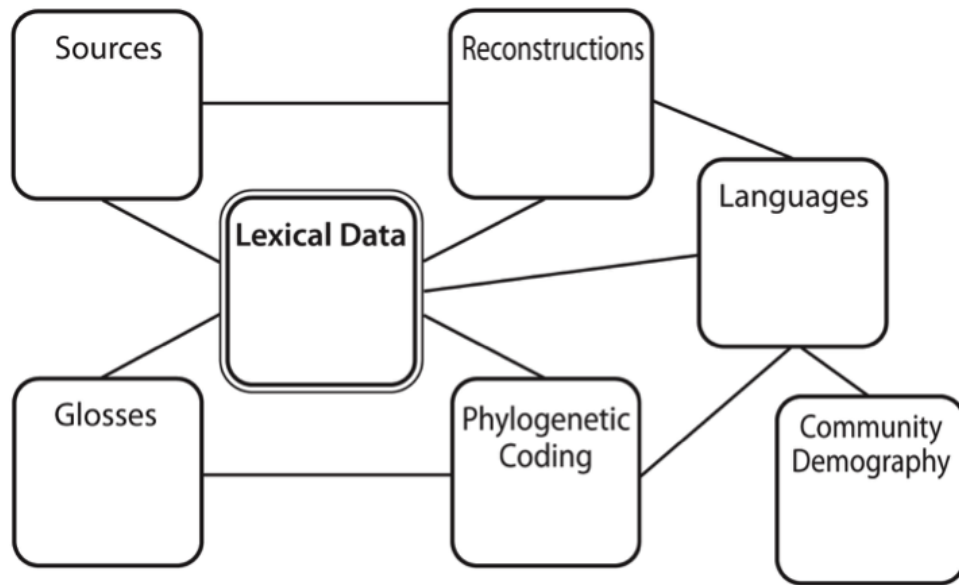 Sources
Reconstructions
Languages
Lexical Data
Glosses
Phylogenetic
Coding
Community
Demography